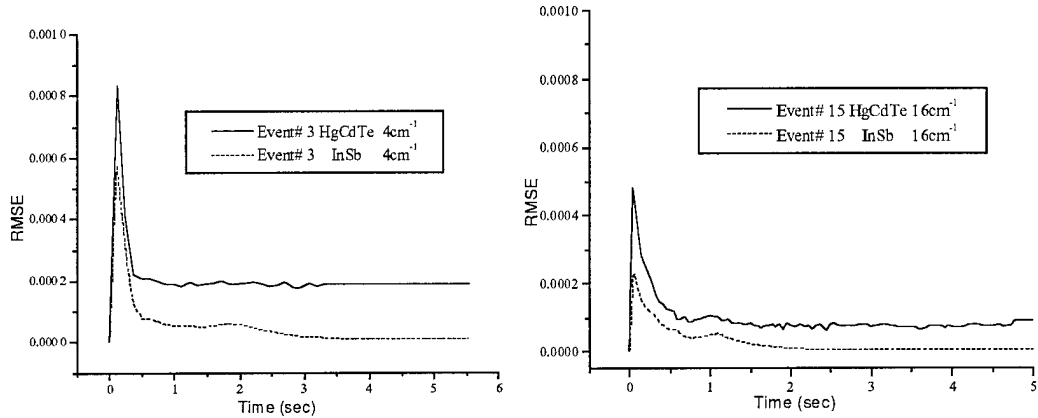 0.0010
0.0008
0.0006
0.0004
0.0002
0.0000
RMSE
Event# 3 HgCdTe 4cm⁻¹
Event# 3 InSb 4cm⁻¹
0 1 2 3 4 5 6
Time (sec)
0.0010
0.0008
0.0006
0.0004
0.0002
0.0000
RMSE
Event# 15 HgCdTe 16cm⁻¹
Event# 15 InSb 16cm⁻¹
0 1 2 3 4 5
Time (sec)